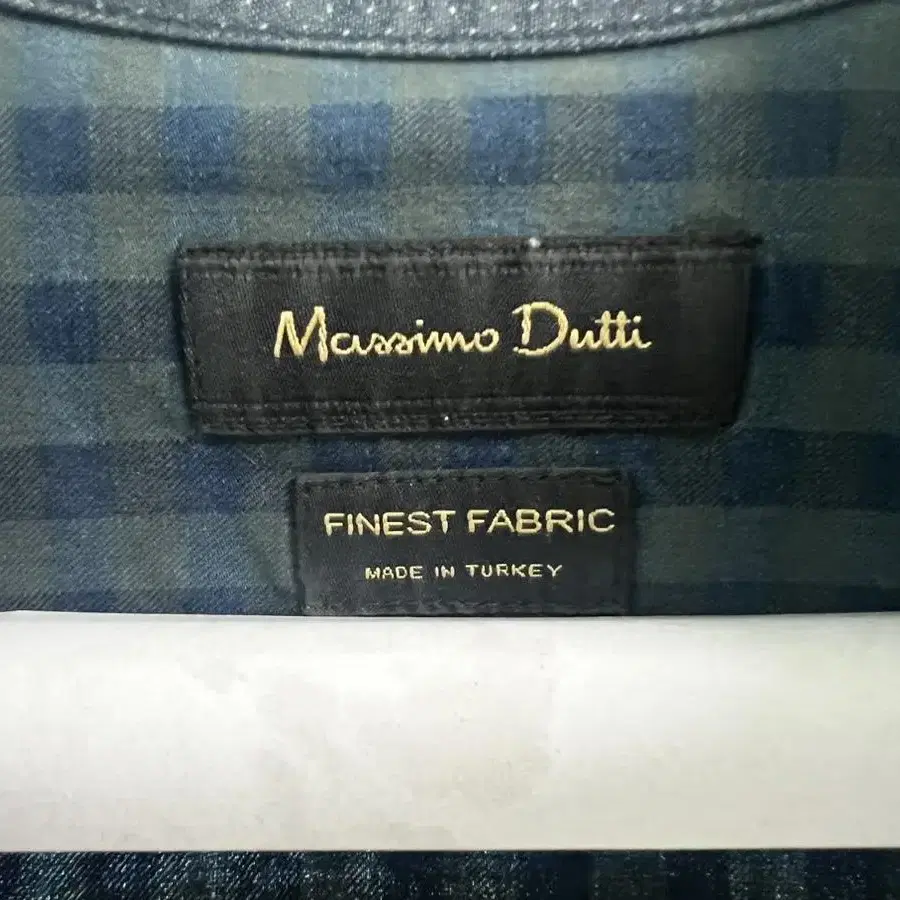 Massimo Dutti
FINEST FABRIC
MADE IN TURKEY